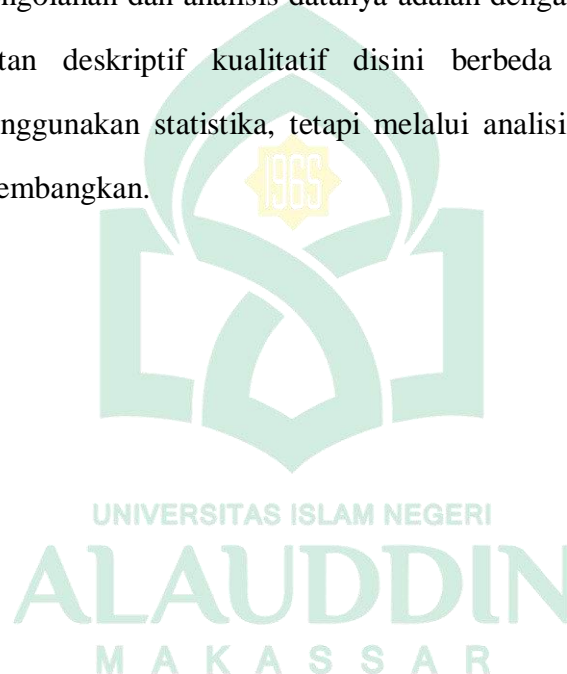 ngolahan dan analisis datanya adalah denga
tan deskriptif kualitatif disini berbeda
nggunakan statistika, tetapi melalui analisi
embangkan.
1965
UNIVERSITAS ISLAM NEGERI
ALAUDDIN
MAKASSAR